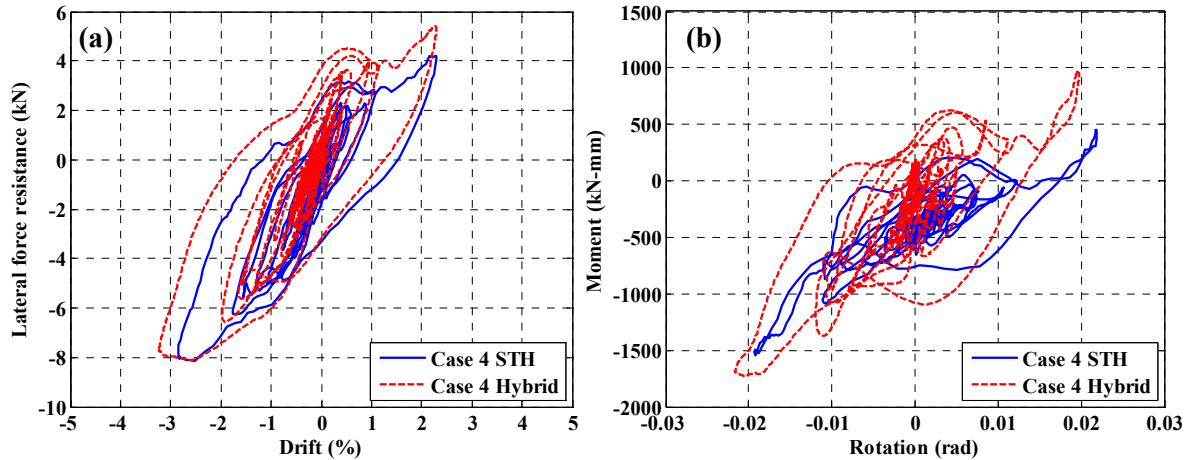 (a)
Lateral force resistance (kN)
6
4
2
0
-2
-4
-6
-8
-10
-5 -4 -3 -2 -1 0 1 2 3 4 5
Drift (%)
Case 4 STH
Case 4 Hybrid
(b)
Moment (kN-mm)
1500
1000
500
0
-500
-1000
-1500
-2000
-0.03 -0.02 -0.01 0 0.01 0.02 0.03
Rotation (rad)
Case 4 STH
Case 4 Hybrid